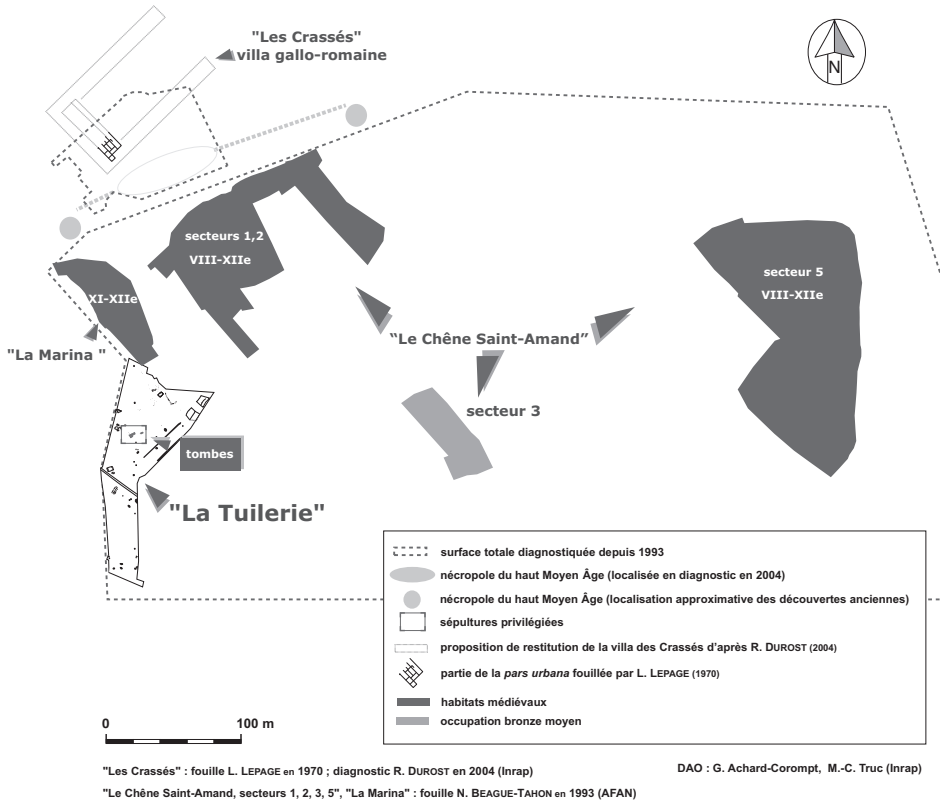 "Les Crassés"
villa gallo-romaine
N
secteurs 1,2
VIII-XIIe
secteur 5
VIII-XIIe
XI-XIIe
"La Marina "
“Le Chêne Saint-Amand”
secteur 3
tombes
"La Tuilerie"
surface totale diagnostiquée depuis 1993
nécropole du haut Moyen Âge (localisée en diagnostic en 2004)
nécropole du haut Moyen Âge (localisation approximative des découvertes anciennes)
sépultures privilégiées
proposition de restitution de la villa des Crassés d'après R. DUROST (2004)
partie de la pars urbana fouillée par L. LEPAGE (1970)
habitats médiévaux
occupation bronze moyen
0 100 m
"Les Crassés" : fouille L. LEPAGE en 1970 ; diagnostic R. DUROST en 2004 (Inrap)
DAO : G. Achard-Corompt, M.-C. Truc (Inrap)
"Le Chêne Saint-Amand, secteurs 1, 2, 3, 5", "La Marina" : fouille N. BEAGUE-TAHON en 1993 (AFAN)